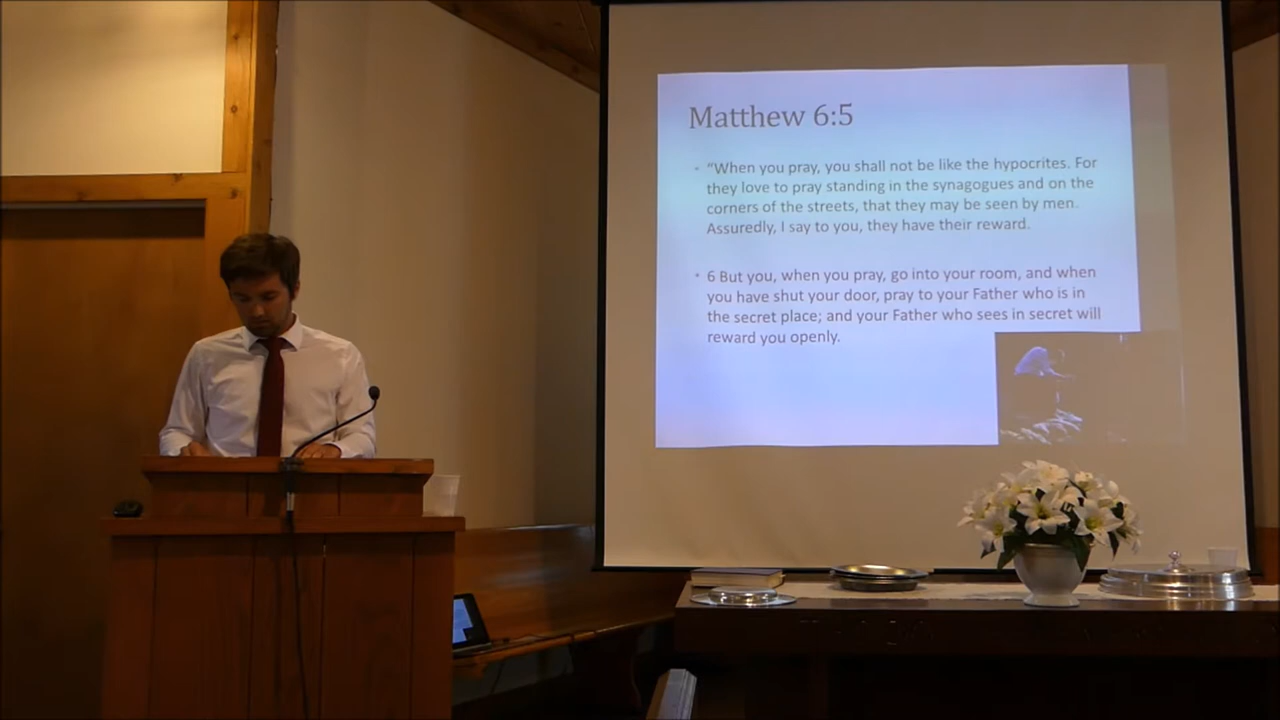 Matthew 6:5
"When you pray, you shall not be like the hypocrites. For
they love to pray standing in the synagogues and on the
corners of the streets, that they may be seen by men.
Assuredly, I say to you, they have their reward.
6 But you, when you pray, go into your room, and when
you have shut your door, pray to your Father who is in
the secret place; and your Father who sees in secret will
reward you openly.